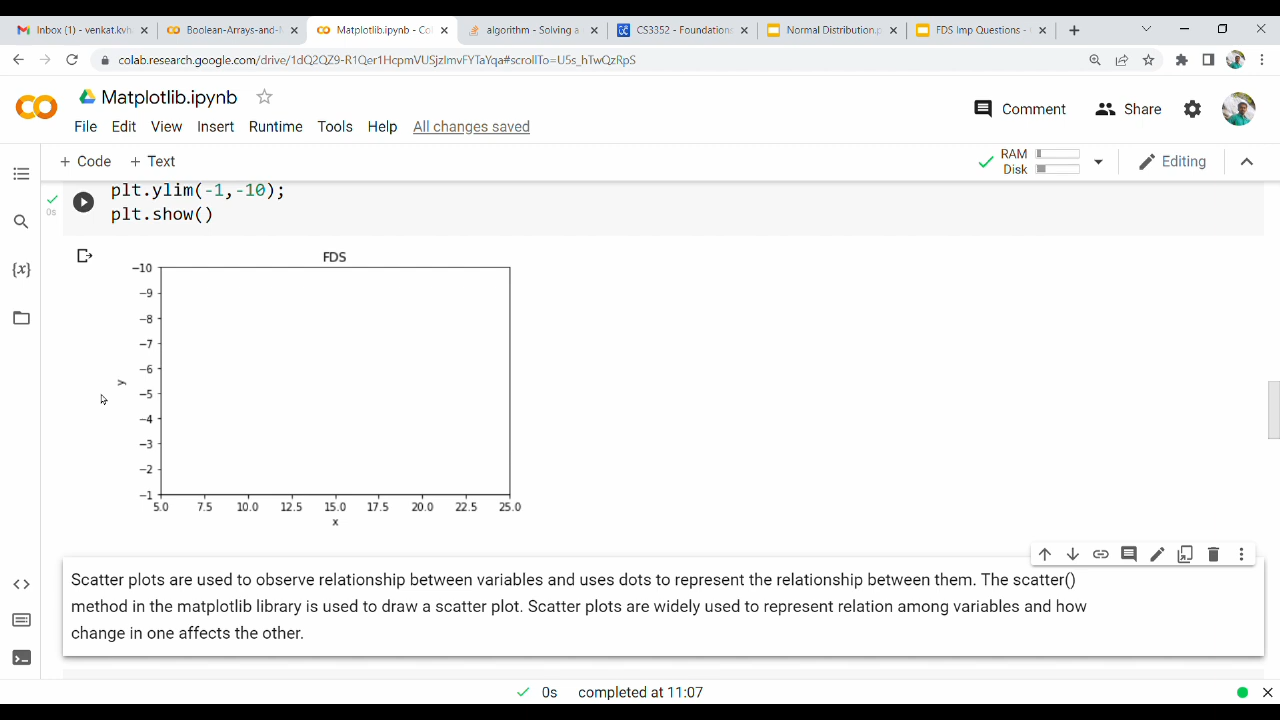 Inbox (1) - venkat.kvh
Boolean-Arrays-and-
Matplotlib.ipynb - Co
algorithm - Solving a
CS3352 - Foundation
Normal Distribution.p
FDS Imp Questions -
colab.research.google.com/drive/1dQ2QZ9-R1Qer1HcpmVUSjzlmvFYTaYqa#scrollTo=U5s_hTwQzRpS
CO
Matplotlib.ipynb
Comment
Share
File Edit View Insert Runtime Tools Help All changes saved
+ Code + Text
RAM
Disk
Editing
plt.ylim(-1,-10);
0s
plt.show()
{x}
FDS
−10
−9
−8
−7
−6
−5
−4
−3
−2
−1
y
5.0 7.5 10.0 12.5 15.0 17.5 20.0 22.5 25.0
x
Scatter plots are used to observe relationship between variables and uses dots to represent the relationship between them. The scatter()
method in the matplotlib library is used to draw a scatter plot. Scatter plots are widely used to represent relation among variables and how
change in one affects the other.
0s completed at 11:07